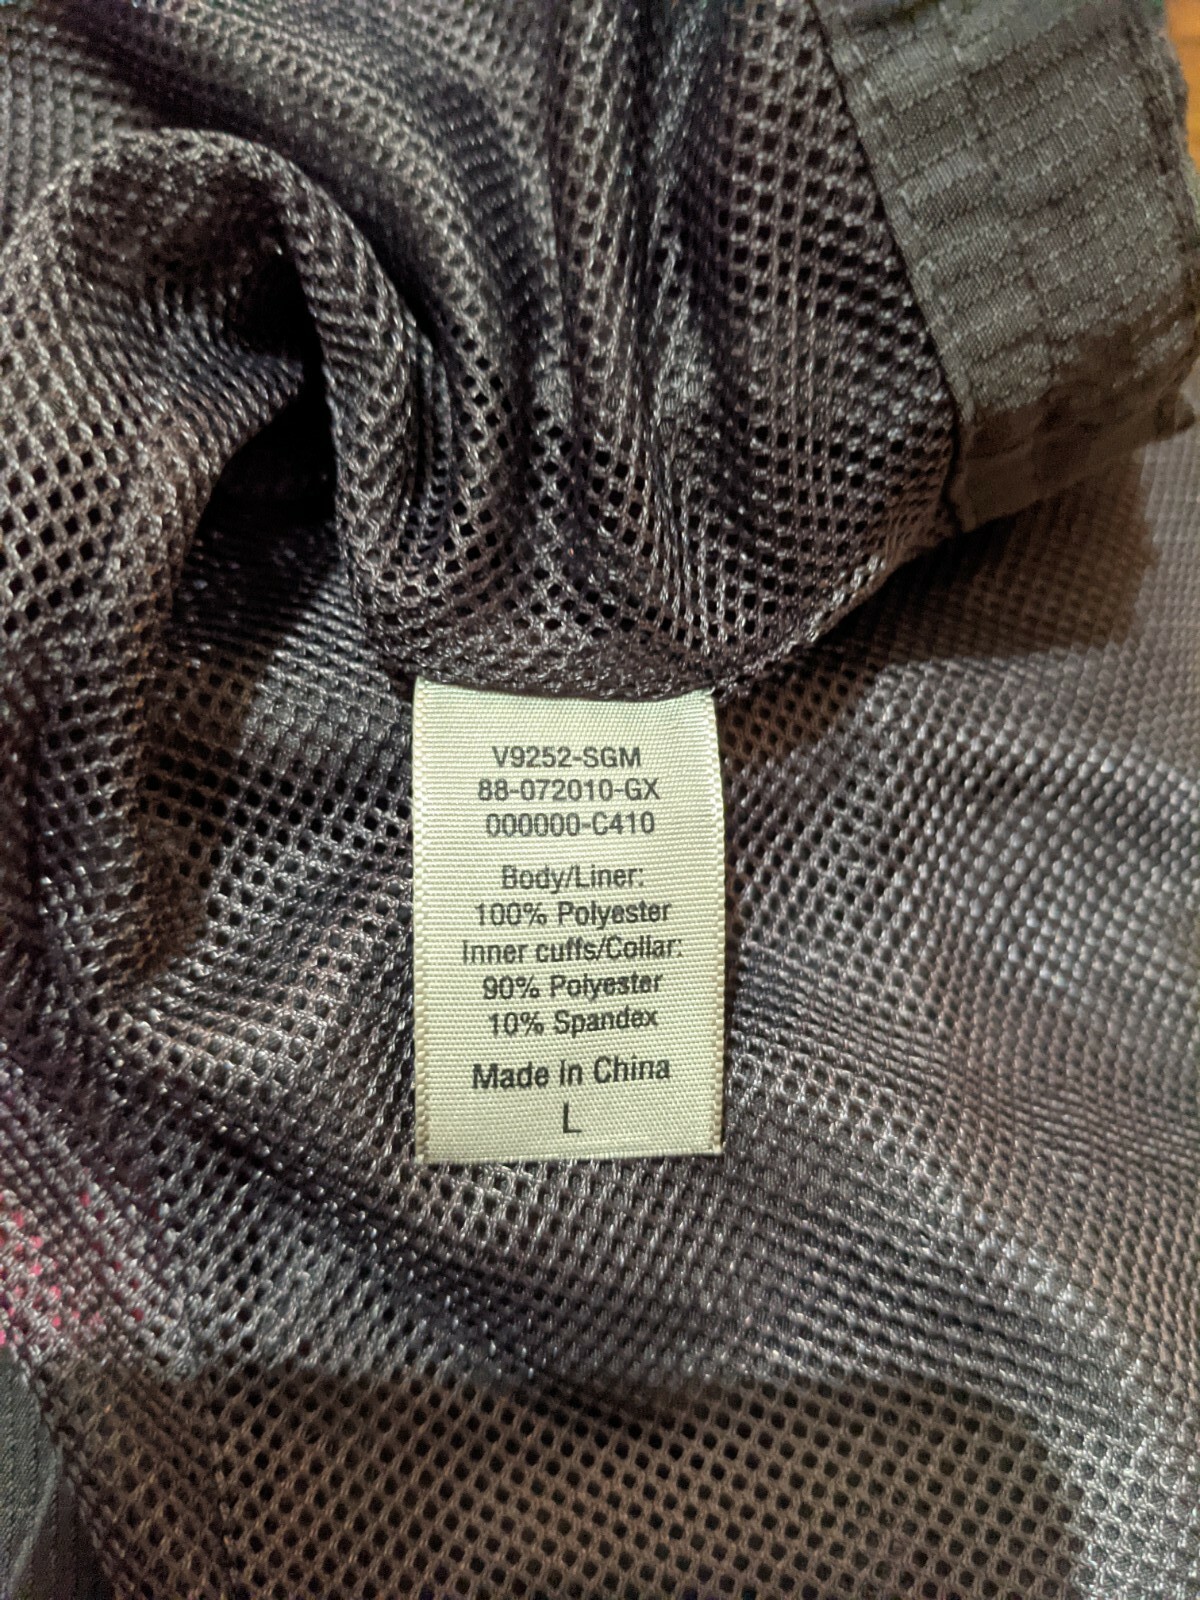 V9252-SGM
88-072010-GX
000000-C410
Body/Liner:
100% Polyester
Inner cuffs/Collar:
90% Polyester
10% Spandex
Made In China
L